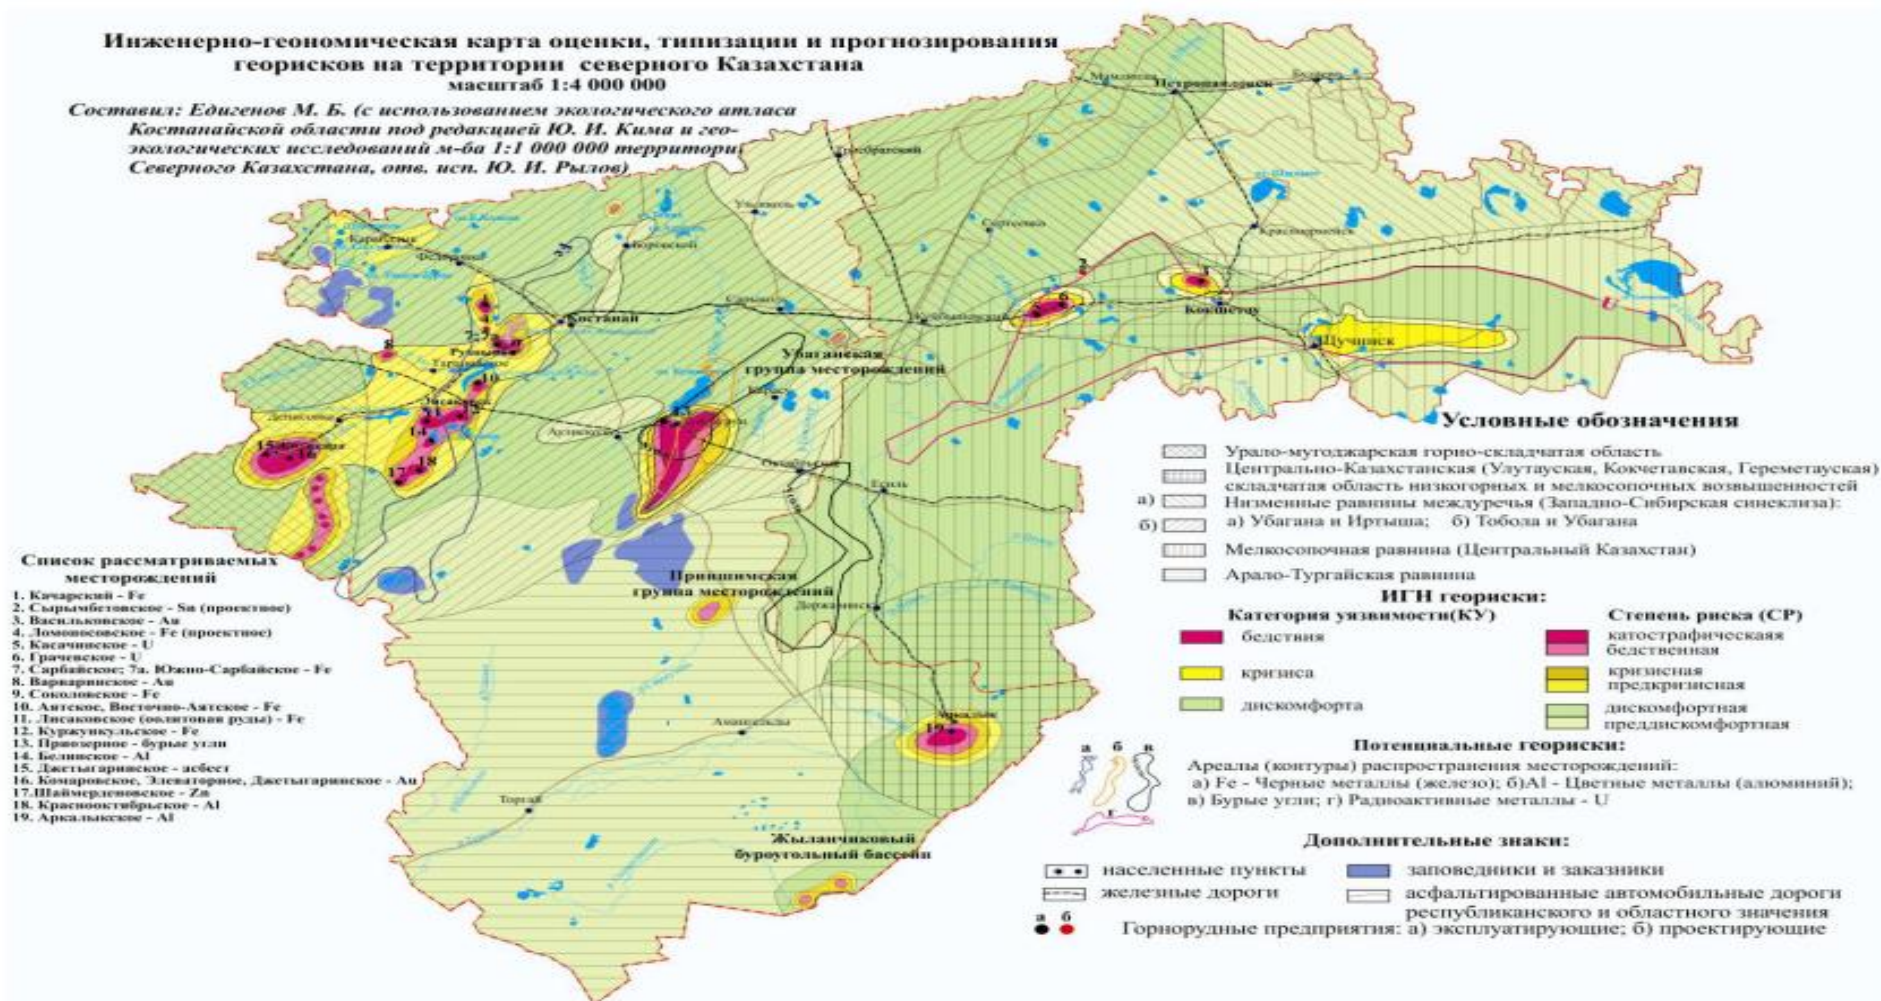 Инженерно-геономическая карта оценки, типизации и прогнозирования
георисков на территории северного Казахстана
масштаб 1:4 000 000
Составил: Едигенов М. Б. (с использованием экологического атласа
Костанайской области под редакцией Ю. И. Кима и гео-
экологических исследований м-ба 1:1 000 000 территори
Северного Казахстана, отв. исп. Ю. И. Рылов)
Петропавловск
Сергеевка
Красноармейск
Боровской
Костанай
Кокшетау
Щучинск
Убаганская
группа месторождений
Есиль
Державинск
Приишимская
группа месторождений
Аркалык
Амангельды
Торгай
Жыланчиковый
буроугольный бассейн
Список рассматриваемых
месторождений
1. Качарский - Fe
2. Сырымбетовское - Sn (проектное)
3. Васильковское - Au
4. Ломоносовское - Fe (проектное)
5. Касачинское - U
6. Грачевское - U
7. Сарбайское; 7а. Южно-Сарбайское - Fe
8. Варваринское - Au
9. Соколовское - Fe
10. Аятское, Восточно-Аятское - Fe
11. Лисаковское (оолитовая руды) - Fe
12. Куржункульское - Fe
13. Приозерное - бурые угли
14. Белинское - Al
15. Джетыгаринское - асбест
16. Комаровское, Элеваторное, Джетыгаринское - Au
17.Шаймерденовское - Zn
18. Краснооктябрьское - Al
19. Аркалыкское - Al
Условные обозначения
Урало-мугоджарская горно-складчатая область
Центрально-Казахстанская (Улутауская, Кокчетавская, Гереметауская)
складчатая область низкогорных и мелкосопочных возвышенностей
а) Низменные равнины междуречья (Западно-Сибирская синеклиза):
б) а) Убагана и Иртыша; б) Тобола и Убагана
Мелкосопочная равнина (Центральный Казахстан)
Арало-Тургайская равнина
ИГН геориски:
Категория уязвимости(КУ) Степень риска (СР)
бедствия катострафическаяя
бедственная
кризиса кризисная
предкризисная
дискомфорта дискомфортная
преддискомфортная
Потенциальные геориски:
а б в
Ареалы (контуры) распространения месторождений:
а) Fe - Черные металлы (железо); б)Al - Цветные металлы (алюминий);
в) Бурые угли; г) Радиоактивные металлы - U
г
Дополнительные знаки:
населенные пункты заповедники и заказники
железные дороги асфальтированные автомобильные дороги
республиканского и областного значения
а б
Горнорудные предприятия: а) эксплуатирующие; б) проектирующие